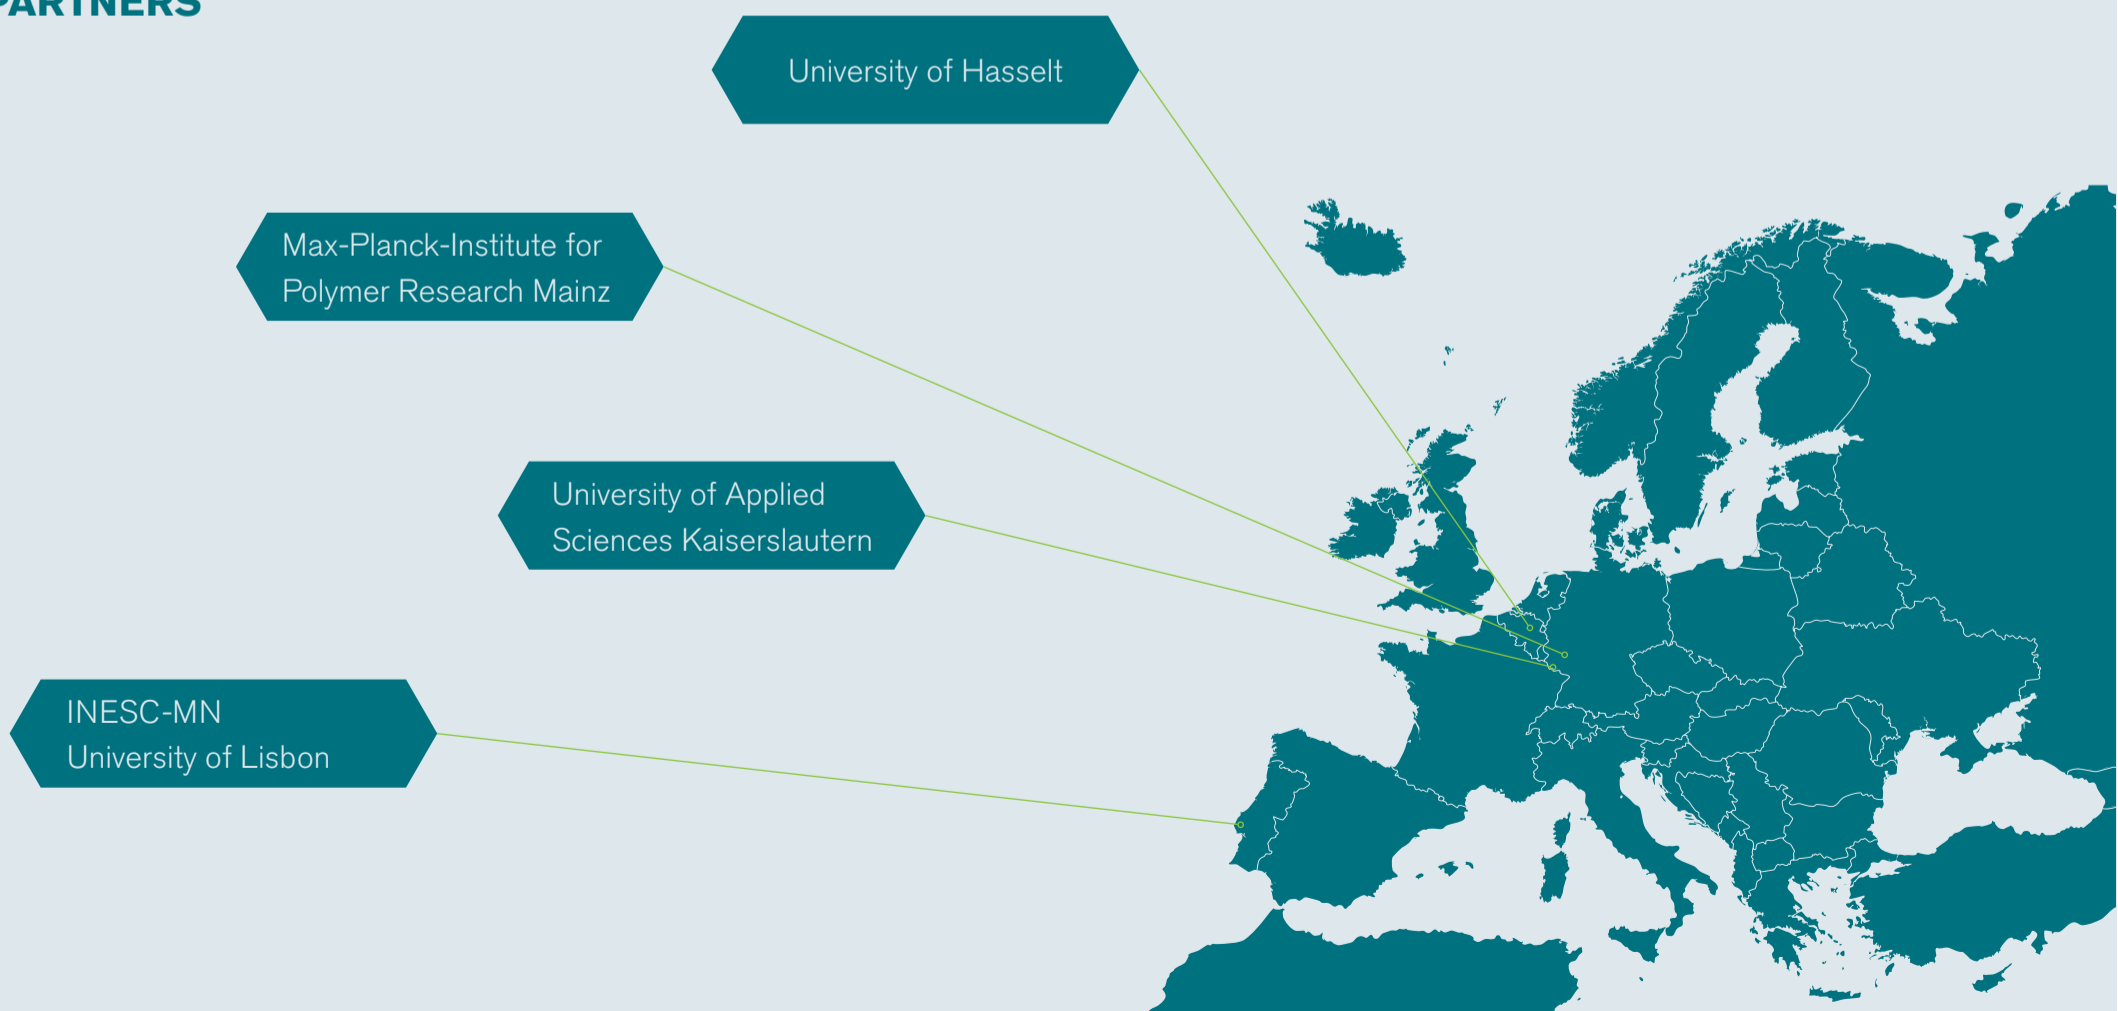 PARTNERS
University of Hasselt
Max-Planck-Institute for
Polymer Research Mainz
University of Applied
Sciences Kaiserslautern
INESC-MN
University of Lisbon